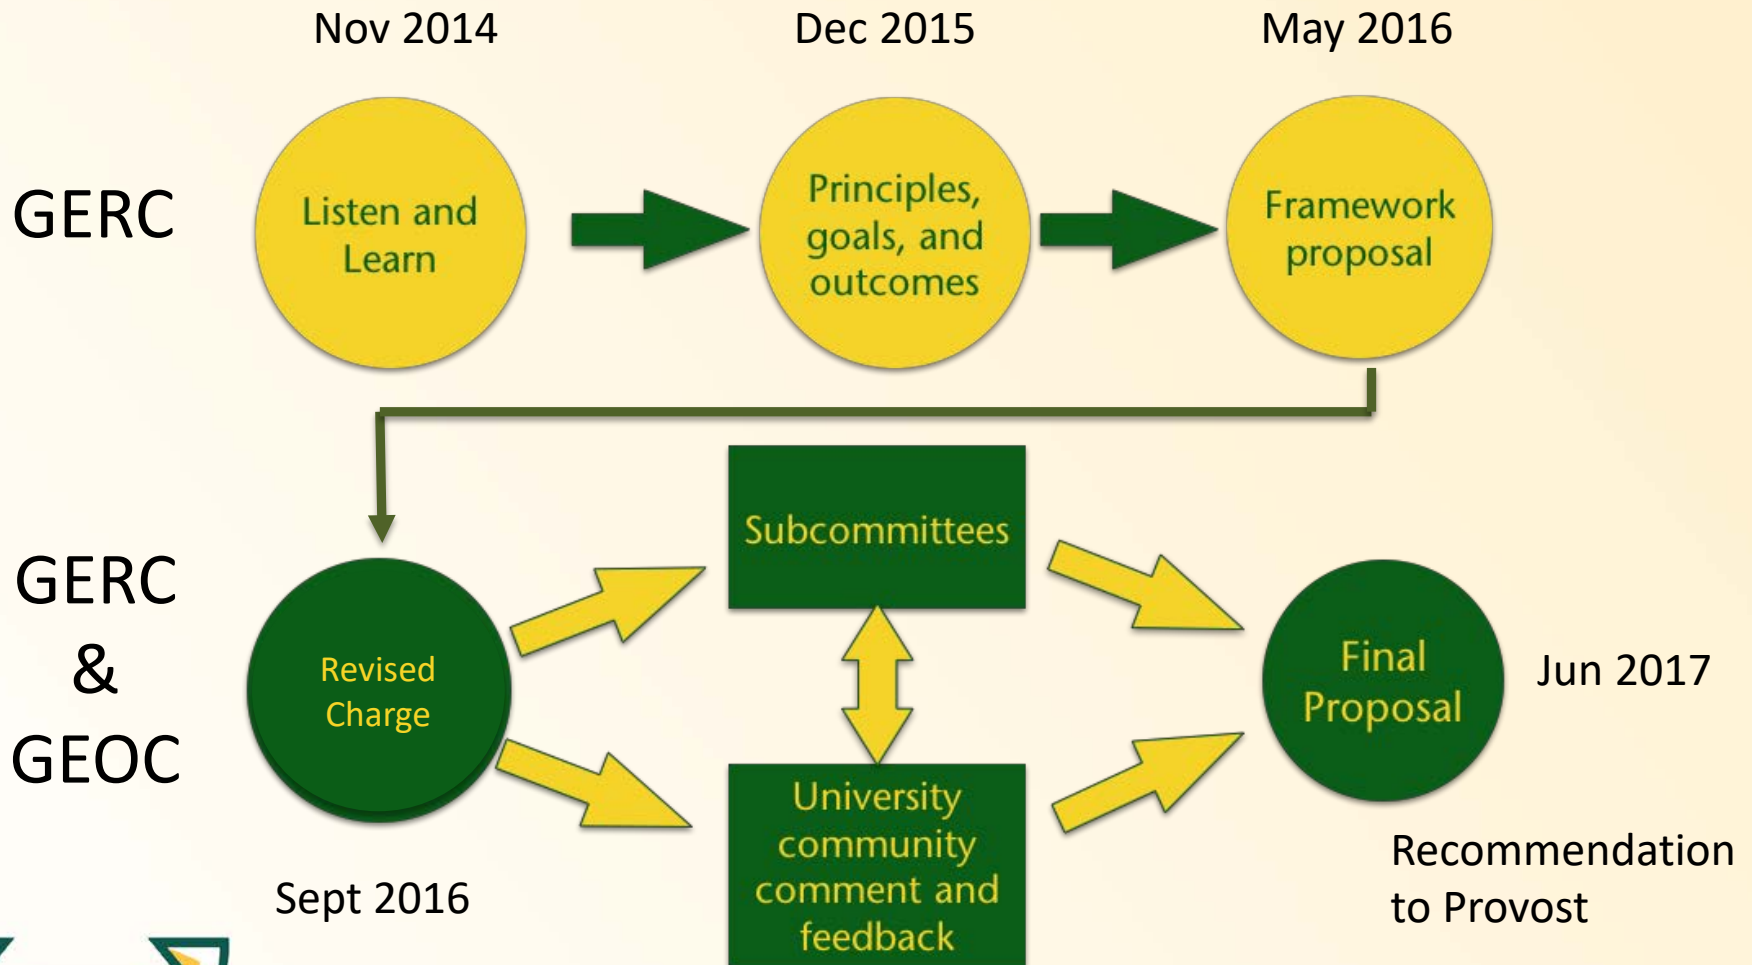 Nov 2014
Dec 2015
May 2016
GERC
Listen and
Learn
Principles,
goals, and
outcomes
Framework
proposal
GERC
&
GEOC
Revised
Charge
Sept 2016
Subcommittees
University
community
comment and
feedback
Final
Proposal
Jun 2017
Recommendation
to Provost